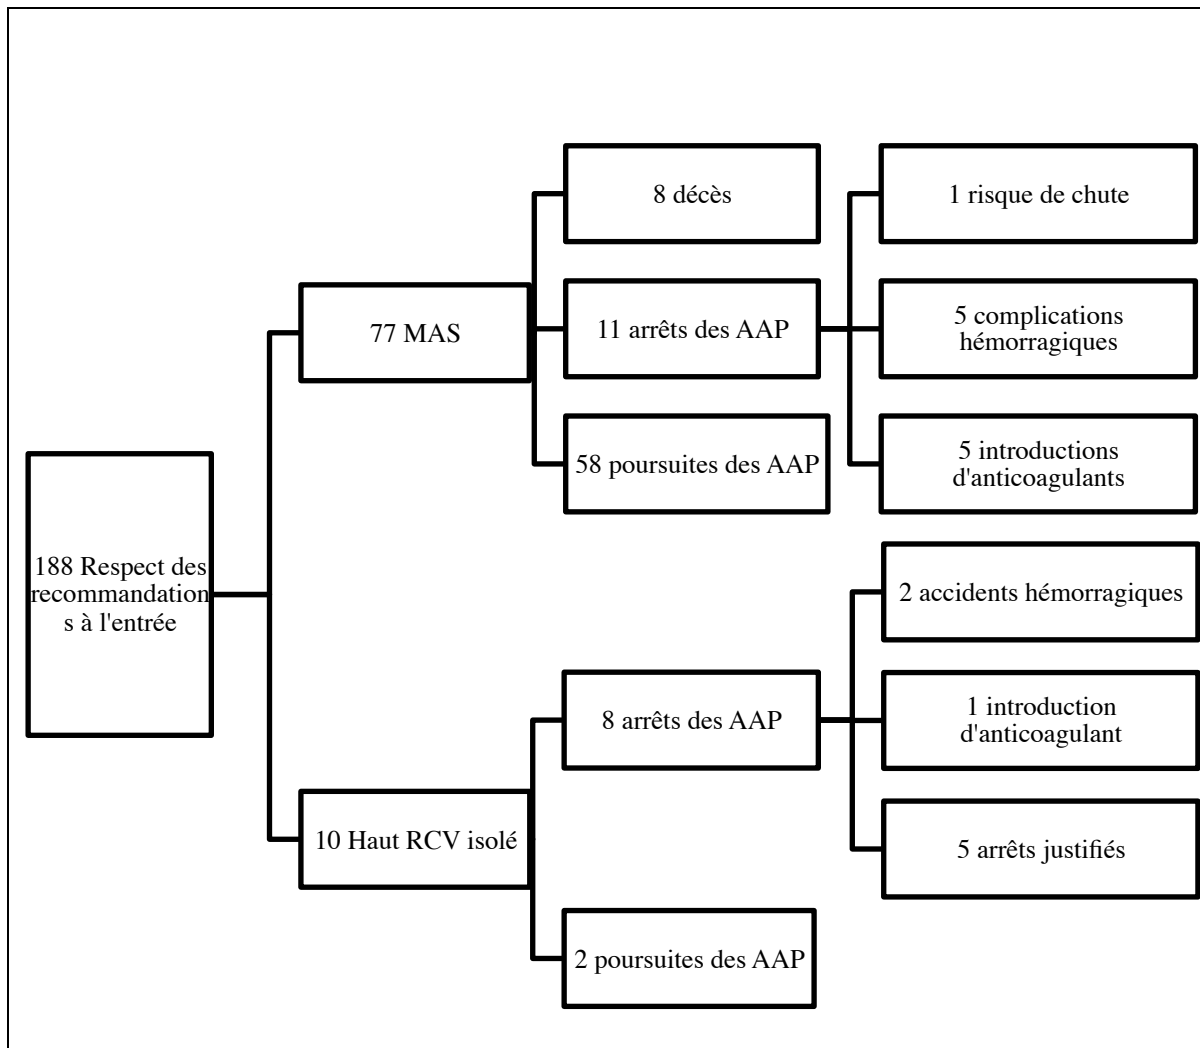 188 Respect des
recommandation
s à l'entrée
77 MAS
8 décès
11 arrêts des AAP
1 risque de chute
5 complications
hémorragiques
5 introductions
d'anticoagulants
58 poursuites des AAP
10 Haut RCV isolé
8 arrêts des AAP
2 accidents hémorragiques
1 introduction
d'anticoagulant
5 arrêts justifiés
2 poursuites des AAP